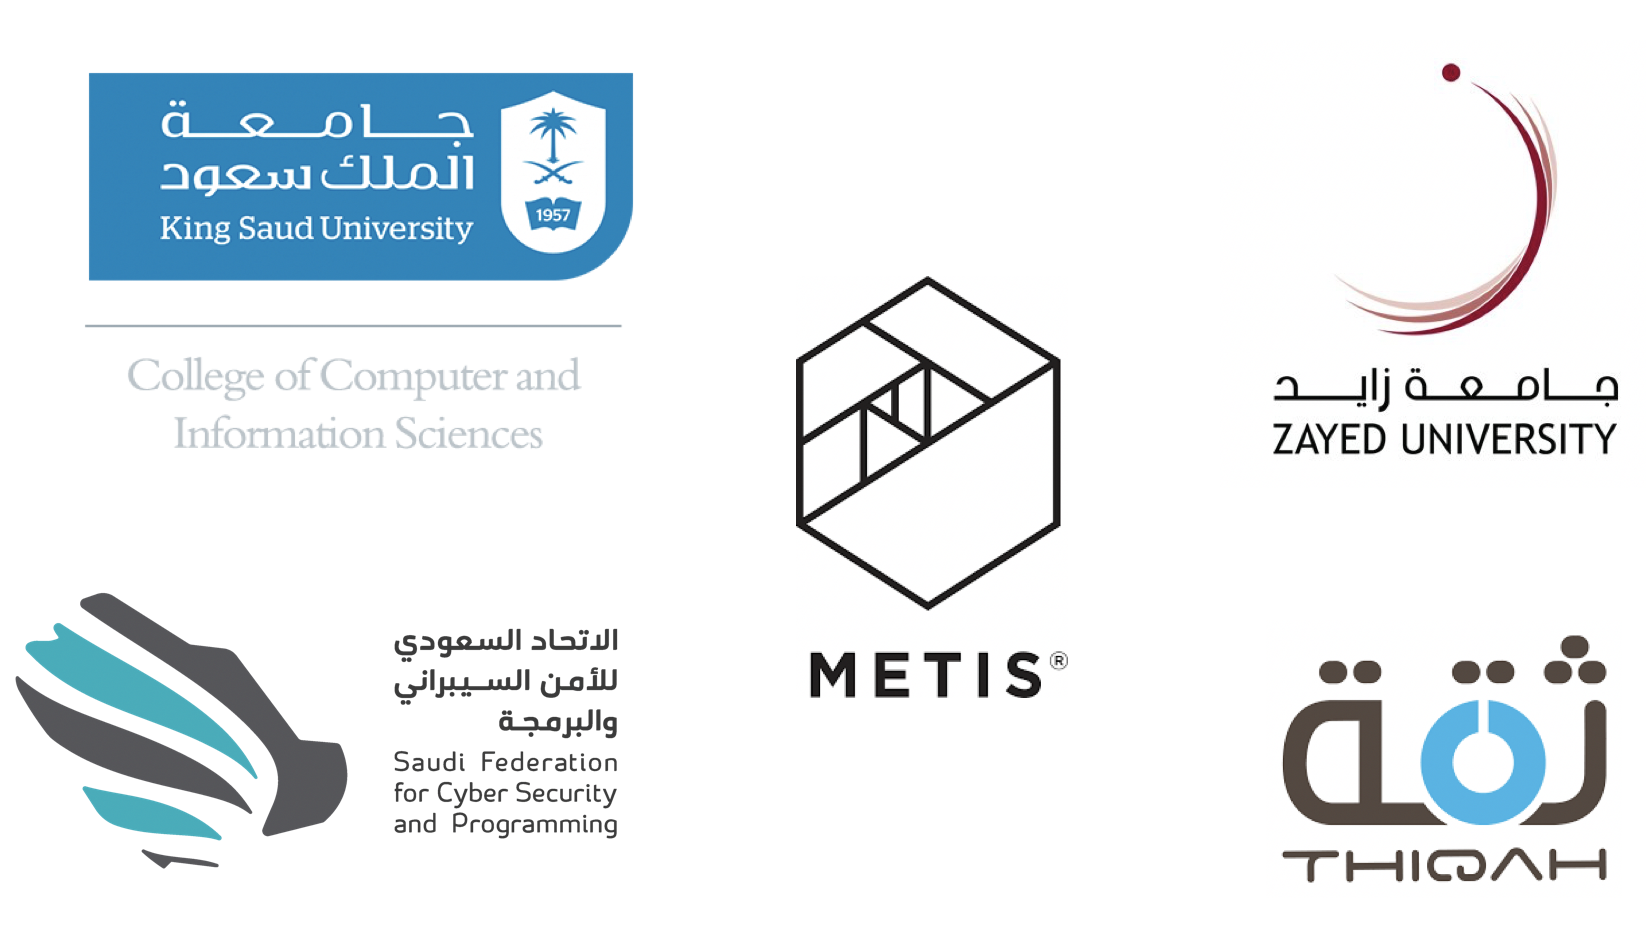 جامعة
الملك سعود
King Saud University
1957
College of Computer and
Information Sciences
METIS®
جامعة زايد
ZAYED UNIVERSITY
الاتحاد السعودي
للأمن السيبراني
والبرمجة
Saudi Federation
for Cyber Security
and Programming
ثقة
THIQAH